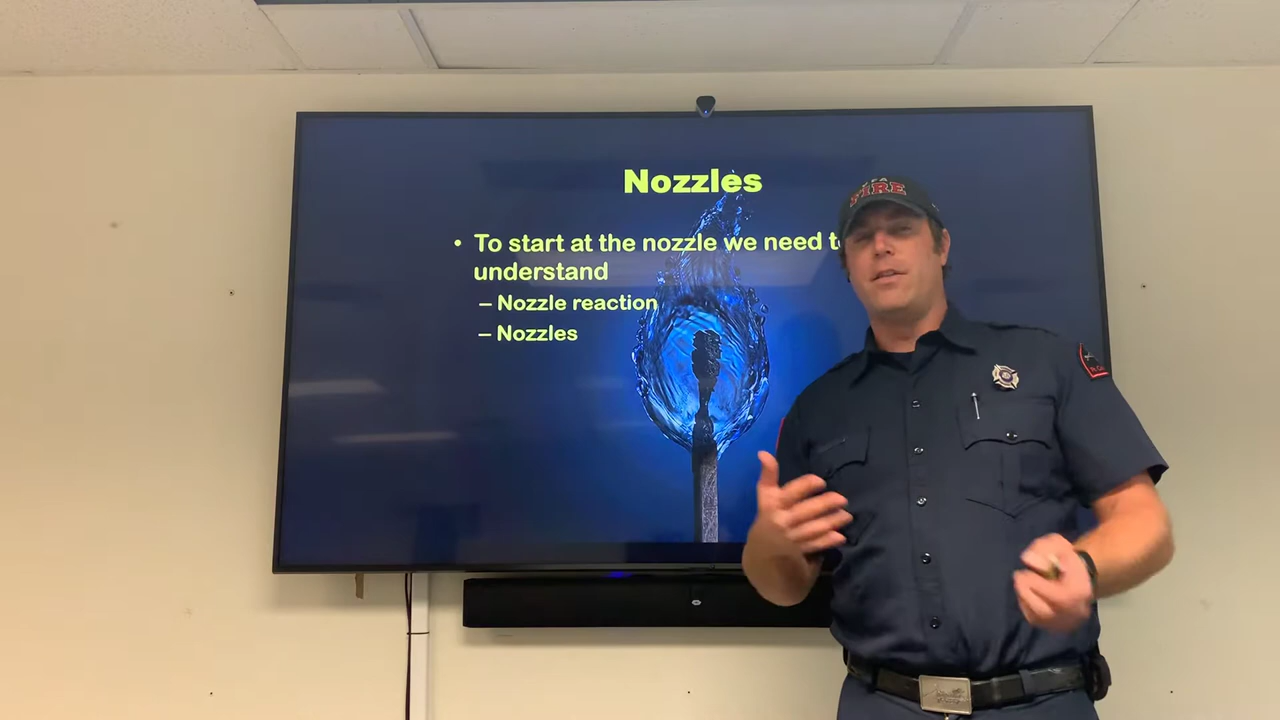 Nozzles
• To start at the nozzle we need to
understand
– Nozzle reaction
– Nozzles
FIRE